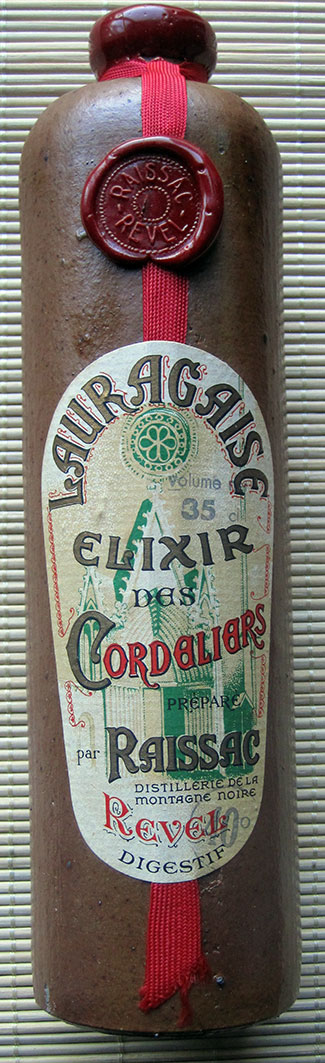 RAISSAC
REVEL
LAURAGAISE
Volume
35 cl
ELIXIR
DES
CORDELIERS
PRÉPARÉ
par RAISSAC
DISTILLERIE DE LA
MONTAGNE NOIRE
REVEL
DIGESTIF